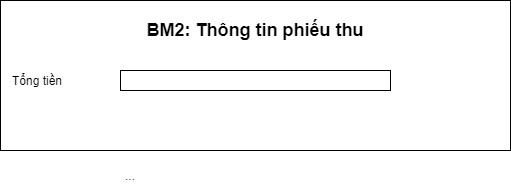 BM2: Thông tin phiếu thu
Tổng tiền
...